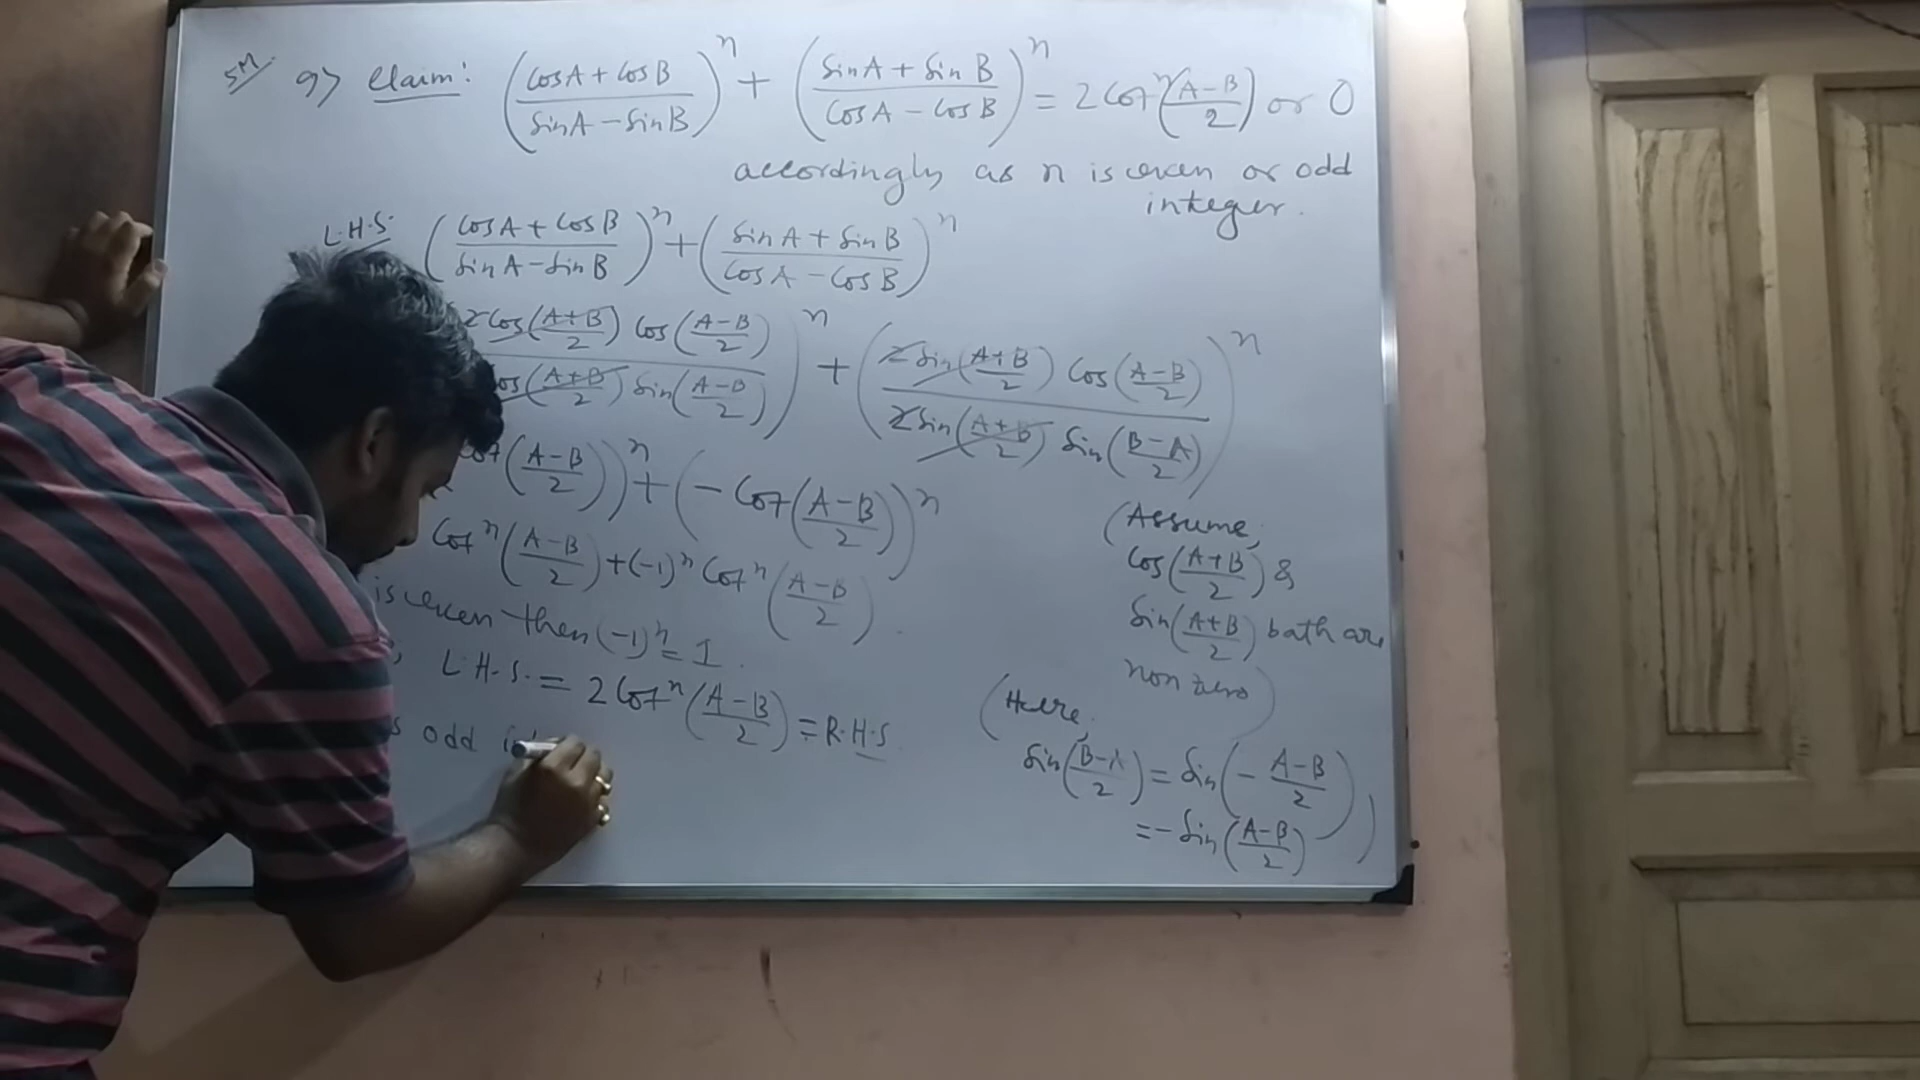 5M. 9) Claim: ((CosA + CosB)/(SinA − SinB))^n + ((SinA + SinB)/(CosA − CosB))^n = 2Cot^n((A−B)/2) or 0
accordingly as n is even or odd
integer.
L.H.S. ((CosA + CosB)/(SinA − SinB))^n + ((SinA + SinB)/(CosA − CosB))^n
2Cos((A+B)/2) Cos((A−B)/2) / os((A+B)/2) Sin((A−B)/2))^n + (2Sin((A+B)/2) Cos((A−B)/2) / 2Sin((A+B)/2) Sin((B−A)/2))^n
Cot((A−B)/2))^n + (−Cot((A−B)/2))^n
Cot^n((A−B)/2) + (−1)^n Cot^n((A−B)/2).
is even then (−1)^n = 1.
L.H.S. = 2Cot^n((A−B)/2) = R.H.S
s odd
(Assume,
Cos((A+B)/2) &
Sin((A+B)/2) bath are
non zero)
(Here,
Sin((B−A)/2) = Sin(−(A−B)/2)
= −Sin((A−B)/2))